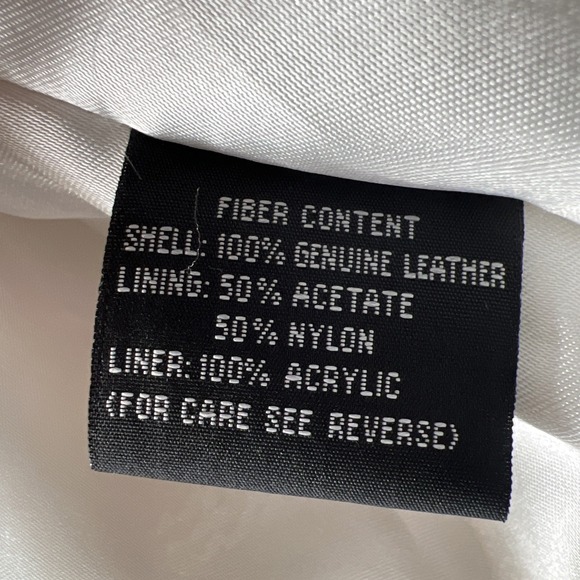 FIBER CONTENT
SHELL: 100% GENUINE LEATHER
LINING: 50% ACETATE
50% NYLON
LINER: 100% ACRYLIC
(FOR CARE SEE REVERSE)